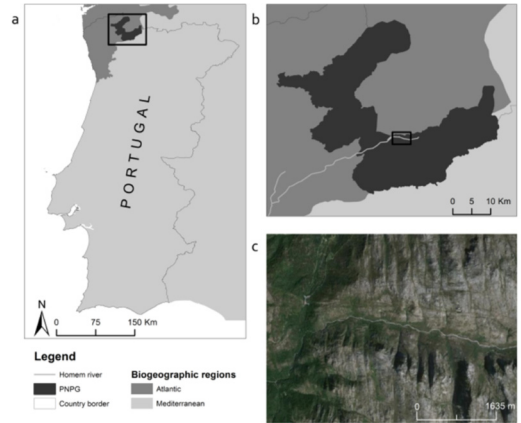 a
PORTUGAL
N
0 75 150 Km
Legend
Homem river
PNPG
Country border
Biogeographic regions
Atlantic
Mediterranean
b
0 5 10 Km
c
0 1635 m